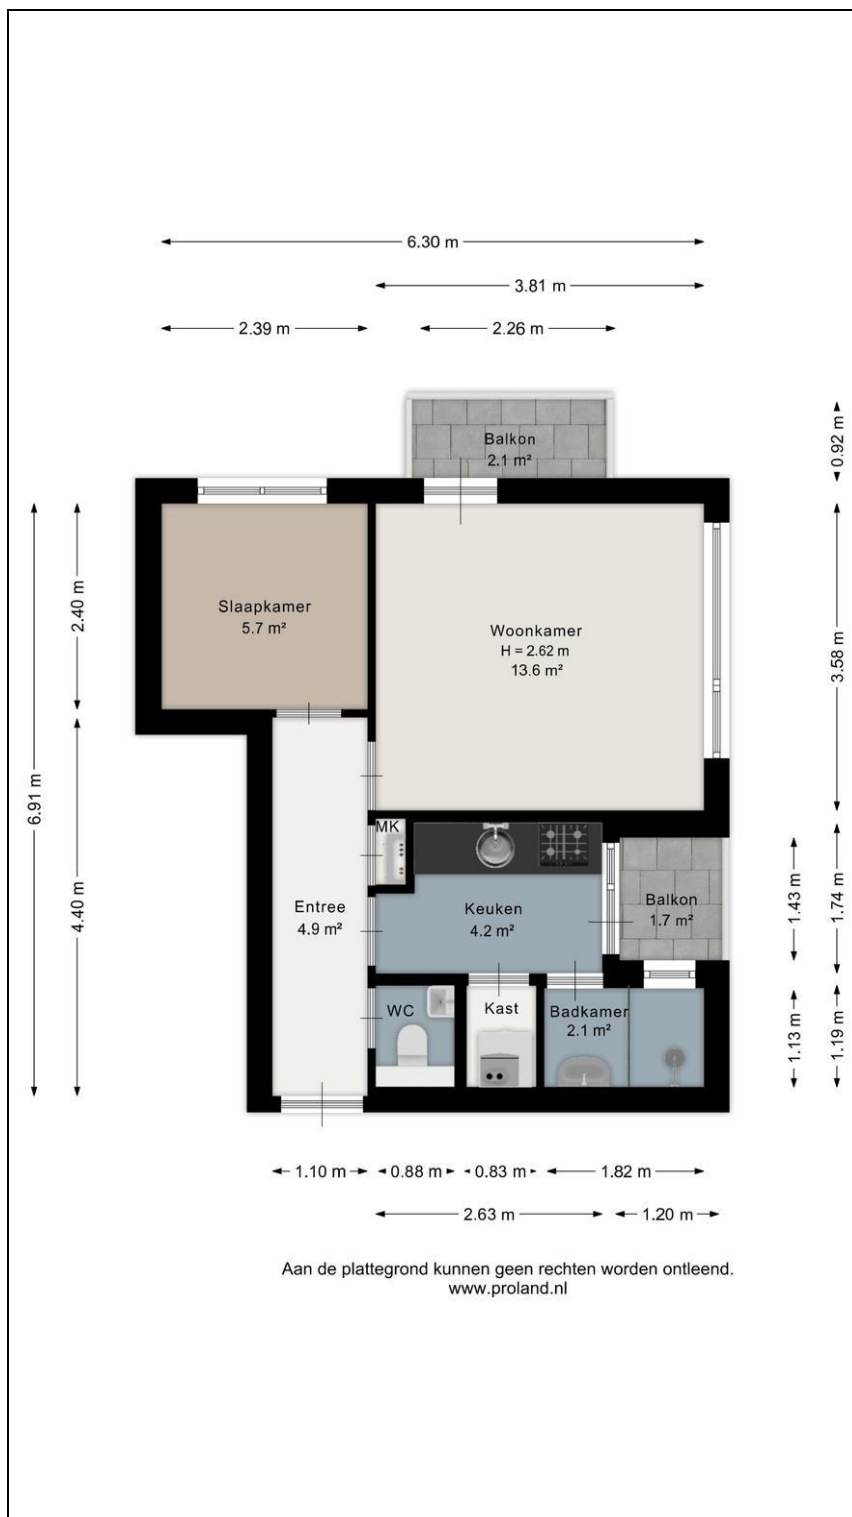 6.30 m
3.81 m
2.39 m
2.26 m
Balkon
2.1 m²
0.92 m
Slaapkamer
5.7 m²
Woonkamer
H = 2.62 m
13.6 m²
2.40 m
3.58 m
6.91 m
4.40 m
MK
Entree
4.9 m²
Keuken
4.2 m²
Balkon
1.7 m²
1.43 m
1.74 m
WC
Kast
Badkamer
2.1 m²
1.13 m
1.19 m
1.10 m
0.88 m
0.83 m
1.82 m
2.63 m
1.20 m
Aan de plattegrond kunnen geen rechten worden ontleend.
www.proland.nl